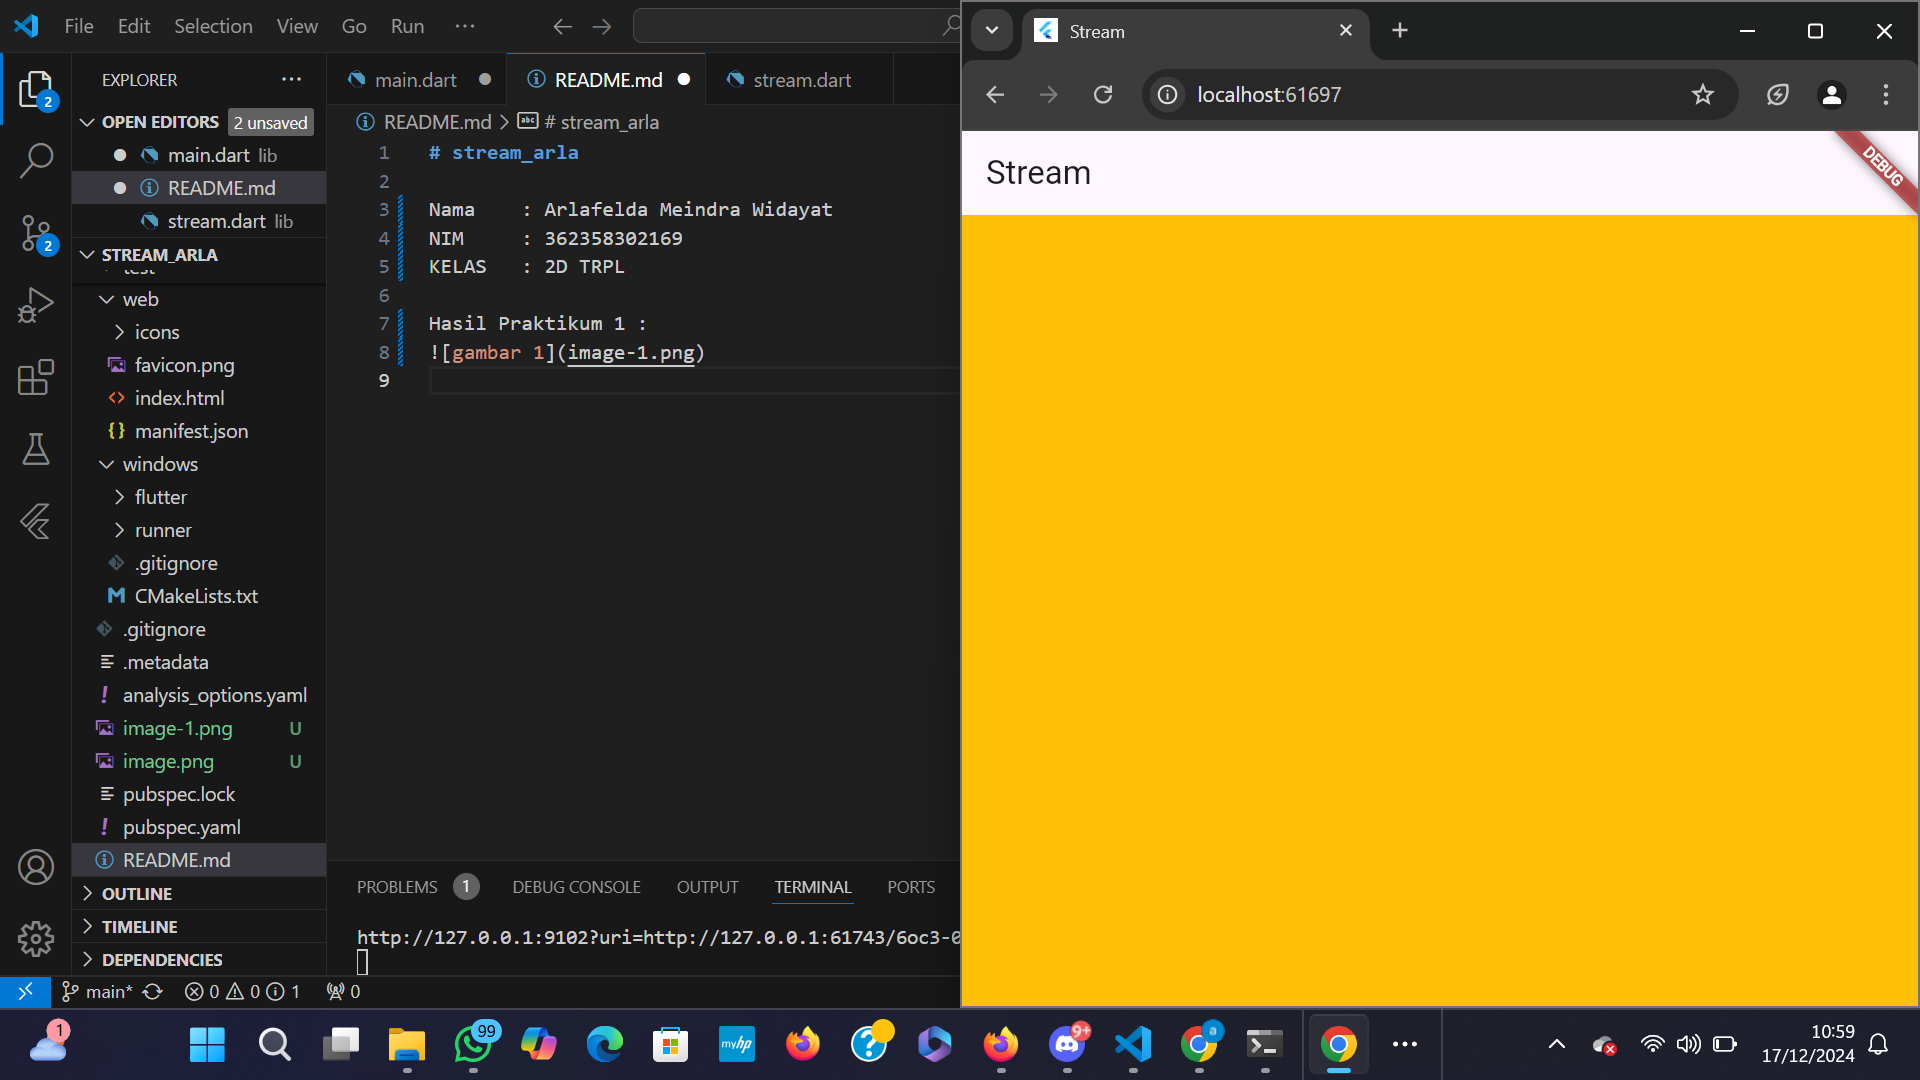 File Edit Selection View Go Run ...
EXPLORER
OPEN EDITORS 2 unsaved
main.dart lib
README.md
stream.dart lib
STREAM_ARLA
web
icons
favicon.png
index.html
manifest.json
windows
flutter
runner
.gitignore
CMakeLists.txt
.gitignore
.metadata
analysis_options.yaml
image-1.png U
image.png U
pubspec.lock
pubspec.yaml
README.md
OUTLINE
TIMELINE
DEPENDENCIES
2
2
main.dart README.md stream.dart
README.md > abc # stream_arla
1 # stream_arla
2
3 Nama : Arlafelda Meindra Widayat
4 NIM : 362358302169
5 KELAS : 2D TRPL
6
7 Hasil Praktikum 1 :
8 ![gambar 1](image-1.png)
9
PROBLEMS 1 DEBUG CONSOLE OUTPUT TERMINAL PORTS
http://127.0.0.1:9102?uri=http://127.0.0.1:61743/6oc3-0
main* 0 0 1 0
Stream
localhost:61697
Stream
DEBUG
1
99
myhp
9+
a
10:59
17/12/2024